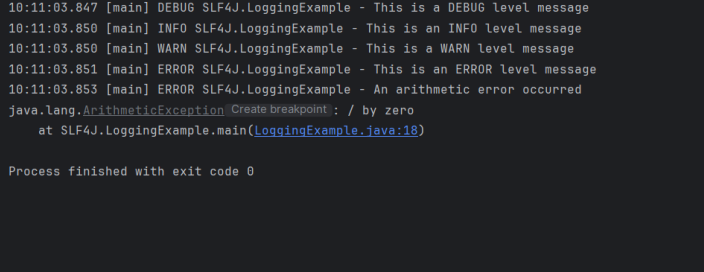 10:11:03.847 [main] DEBUG SLF4J.LoggingExample - This is a DEBUG level message
10:11:03.850 [main] INFO SLF4J.LoggingExample - This is an INFO level message
10:11:03.850 [main] WARN SLF4J.LoggingExample - This is a WARN level message
10:11:03.851 [main] ERROR SLF4J.LoggingExample - This is an ERROR level message
10:11:03.853 [main] ERROR SLF4J.LoggingExample - An arithmetic error occurred
java.lang.ArithmeticException Create breakpoint : / by zero
    at SLF4J.LoggingExample.main(LoggingExample.java:18)
Process finished with exit code 0